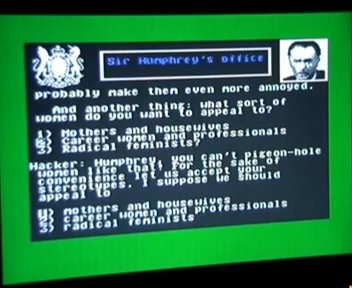 Sir Humphrey's office
probably make them even more annoyed.
And another thing: what sort of
women do you want to appeal to?
1) Mothers and housewives
2) Career women and professionals
3) Radical feminists?
Hacker: Humphrey, you can't pigeon-hole
women like that! For the sake of
convenience let us accept your
stereotypes. I suppose we should
appeal to
1) mothers and housewives
2) career women and professionals
3) radical feminists